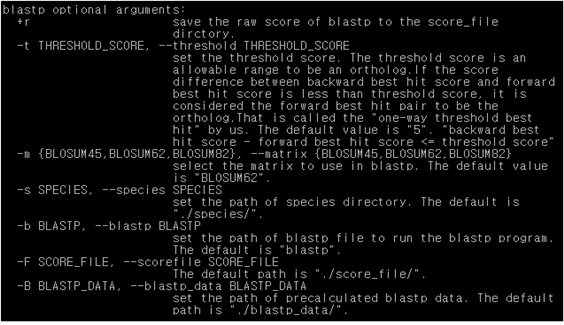 blastp optional arguments:
+r save the raw score of blastp to the score_file
dirctory.
-t THRESHOLD_SCORE, --threshold THRESHOLD_SCORE
set the threshold score. The threshold score is an
allowable range to be an ortholog.If the score
difference between backward best hit score and forward
best hit score is less than threshold score, it is
considered the forward best hit pair to be the
ortholog.That is called the "one-way threshold best
hit" by us. The default value is "5". "backward best
hit score - forward best hit score <= threshold score"
-m {BLOSUM45,BLOSUM62,BLOSUM82}, --matrix {BLOSUM45,BLOSUM62,BLOSUM82}
select the matrix to use in blastp. The default value
is "BLOSUM62".
-s SPECIES, --species SPECIES
set the path of species directory. The default is
"./species/".
-b BLASTP, --blastp BLASTP
set the path of blastp file to run the blastp program.
The default is "blastp".
-F SCORE_FILE, --scorefile SCORE_FILE
The default path is "./score_file/".
-B BLASTP_DATA, --blastp_data BLASTP_DATA
set the path of precalculated blastp data. The default
path is "./blastp_data/".